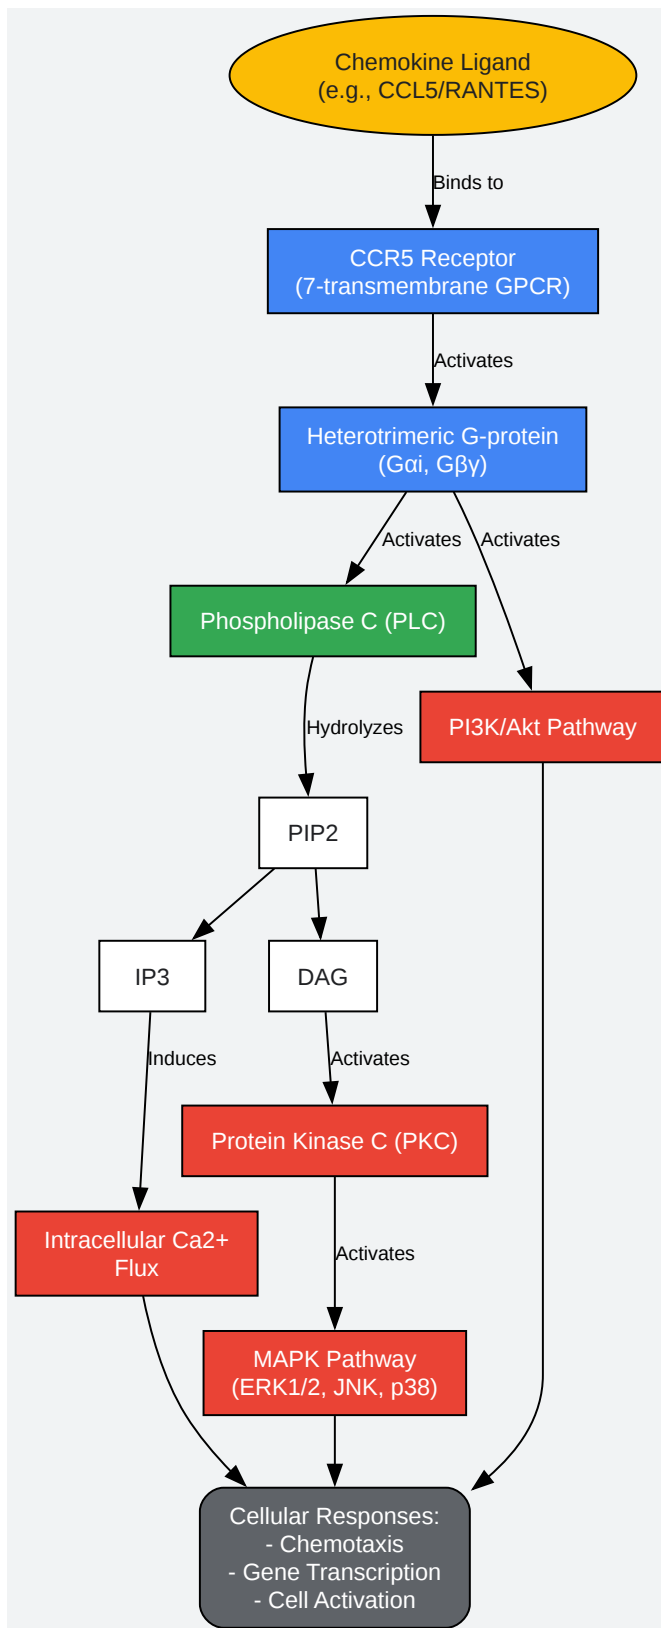 Chemokine Ligand
(e.g., CCL5/RANTES)
Binds to
CCR5 Receptor
(7-transmembrane GPCR)
Activates
Heterotrimeric G-protein
(Gαi, Gβγ)
Activates
Activates
Phospholipase C (PLC)
PI3K/Akt Pathway
Hydrolyzes
PIP2
IP3
DAG
Induces
Activates
Protein Kinase C (PKC)
Intracellular Ca2+
Flux
Activates
MAPK Pathway
(ERK1/2, JNK, p38)
Cellular Responses:
- Chemotaxis
- Gene Transcription
- Cell Activation